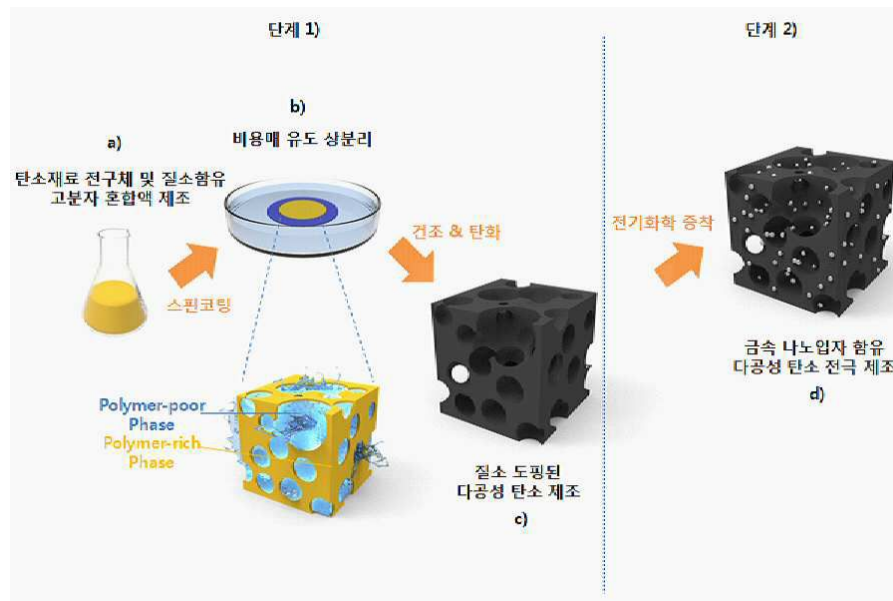 단계 1)
단계 2)
b)
비용매 유도 상분리
a)
탄소재료 전구체 및 질소함유
고분자 혼합액 제조
스핀코팅
건조 & 탄화
전기화학 증착
Polymer-poor
Phase
Polymer-rich
Phase
질소 도핑된
다공성 탄소 제조
c)
금속 나노입자 함유
다공성 탄소 전극 제조
d)